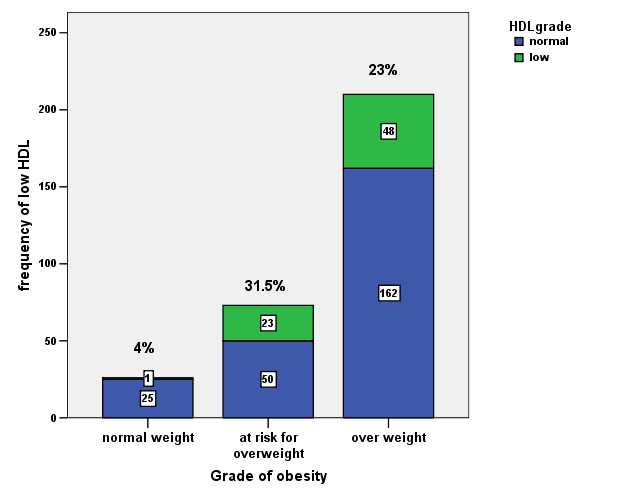 HDLgrade
normal
low
frequency of low HDL
250
200
150
100
50
0
4%
31.5%
23%
1
25
23
50
48
162
normal weight
at risk for
overweight
over weight
Grade of obesity